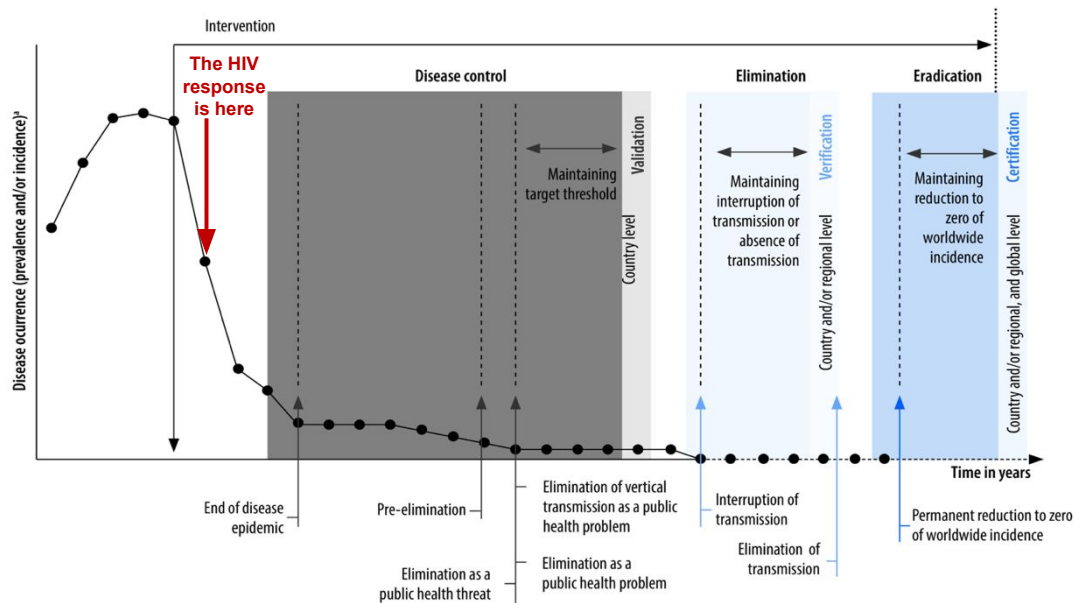 Intervention
The HIV
response
is here
Disease control
Elimination
Eradication
Disease ocurrence (prevalence and/or incidence)ᵃ
Maintaining
target threshold
Validation
Country level
Maintaining
interruption of
transmission or
absence of
transmission
Verification
Country and/or regional level
Maintaining
reduction to
zero of
worldwide
incidence
Certification
Country and/or regional, and global level
Time in years
End of disease
epidemic
Pre-elimination
Elimination of vertical
transmission as a public
health problem
Elimination as a
public health threat
Elimination as a
public health problem
Interruption of
transmission
Elimination of
transmission
Permanent reduction to zero
of worldwide incidence